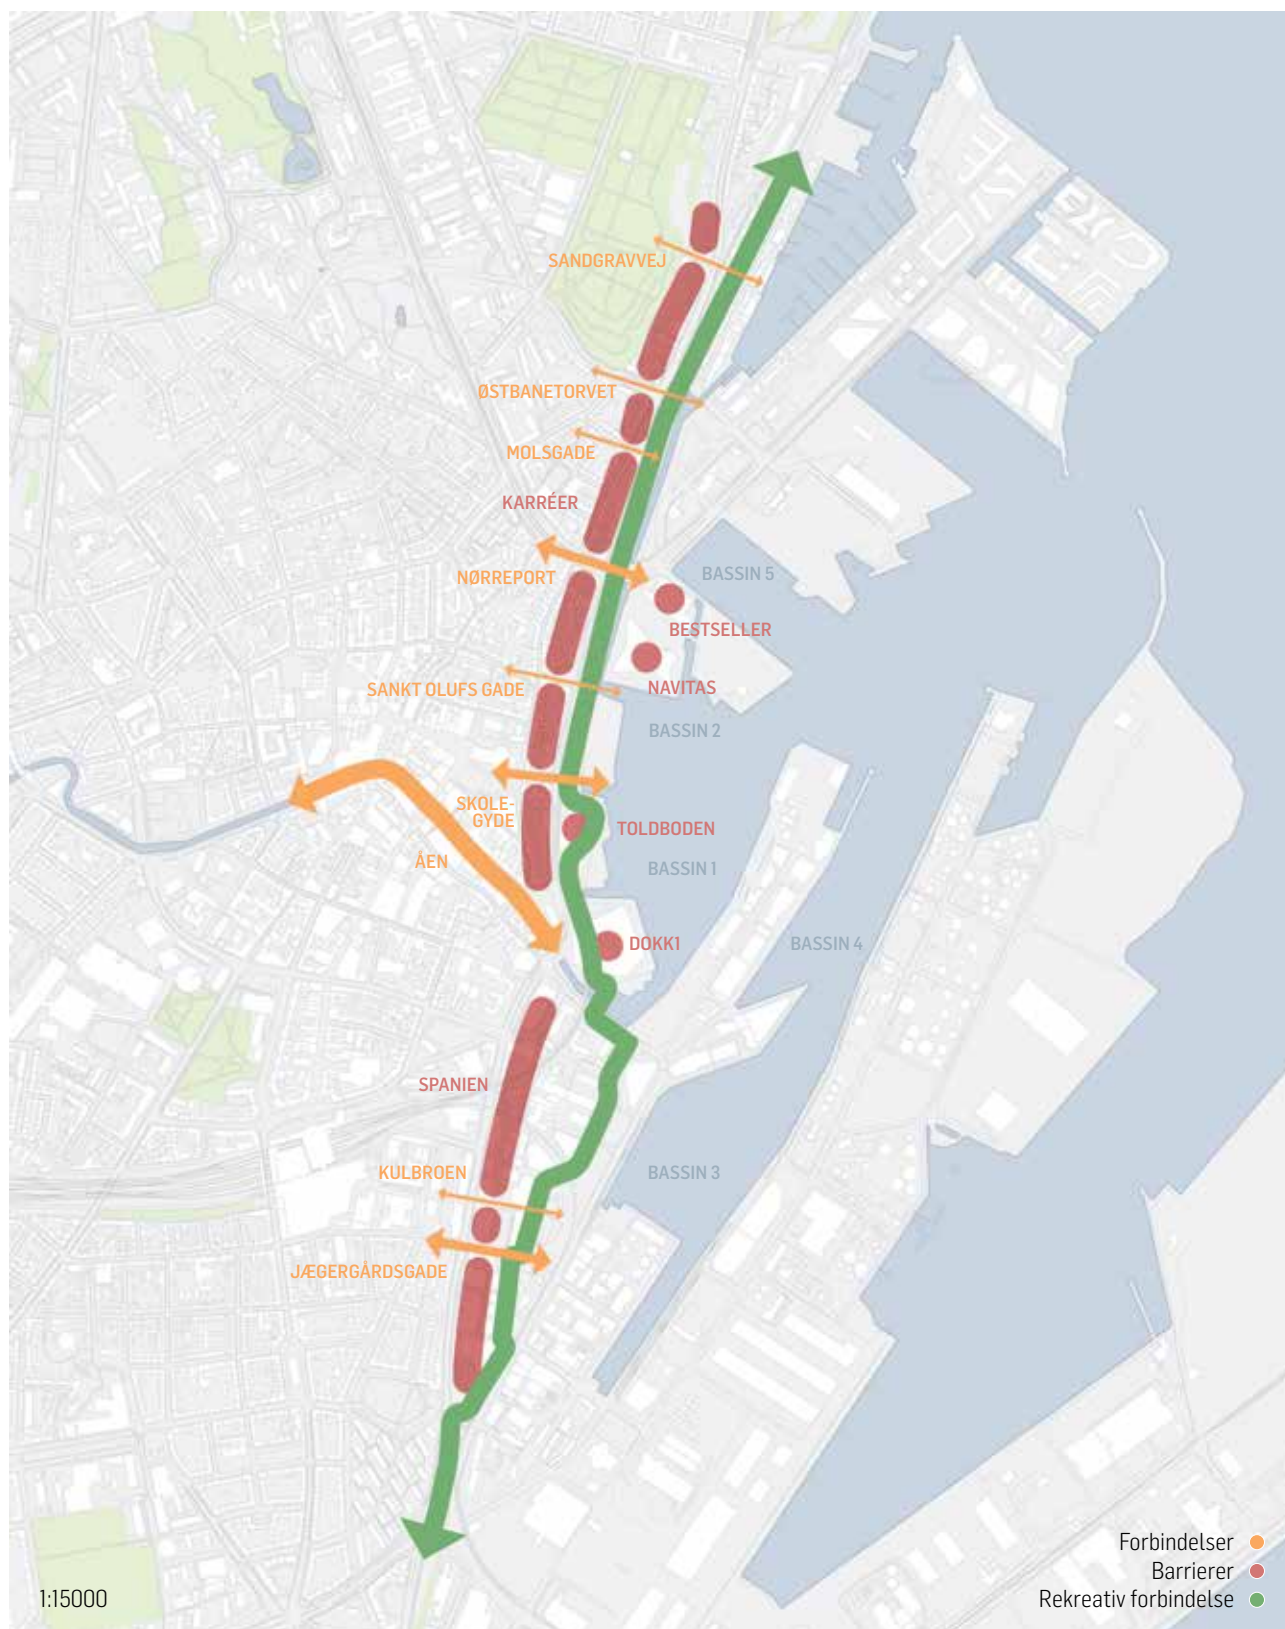 SANDGRAVVEJ
ØSTBANETORVET
MOLSGADE
KARRÉER
NØRREPORT
BASSIN 5
BESTSELLER
SANKT OLUFS GADE
NAVITAS
BASSIN 2
SKOLE-
GYDE
TOLDBODEN
ÅEN
BASSIN 1
DOKK1
BASSIN 4
SPANIEN
KULBROEN
BASSIN 3
JÆGERGÅRDSGADE
Forbindelser
Barrierer
Rekreativ forbindelse
1:15000